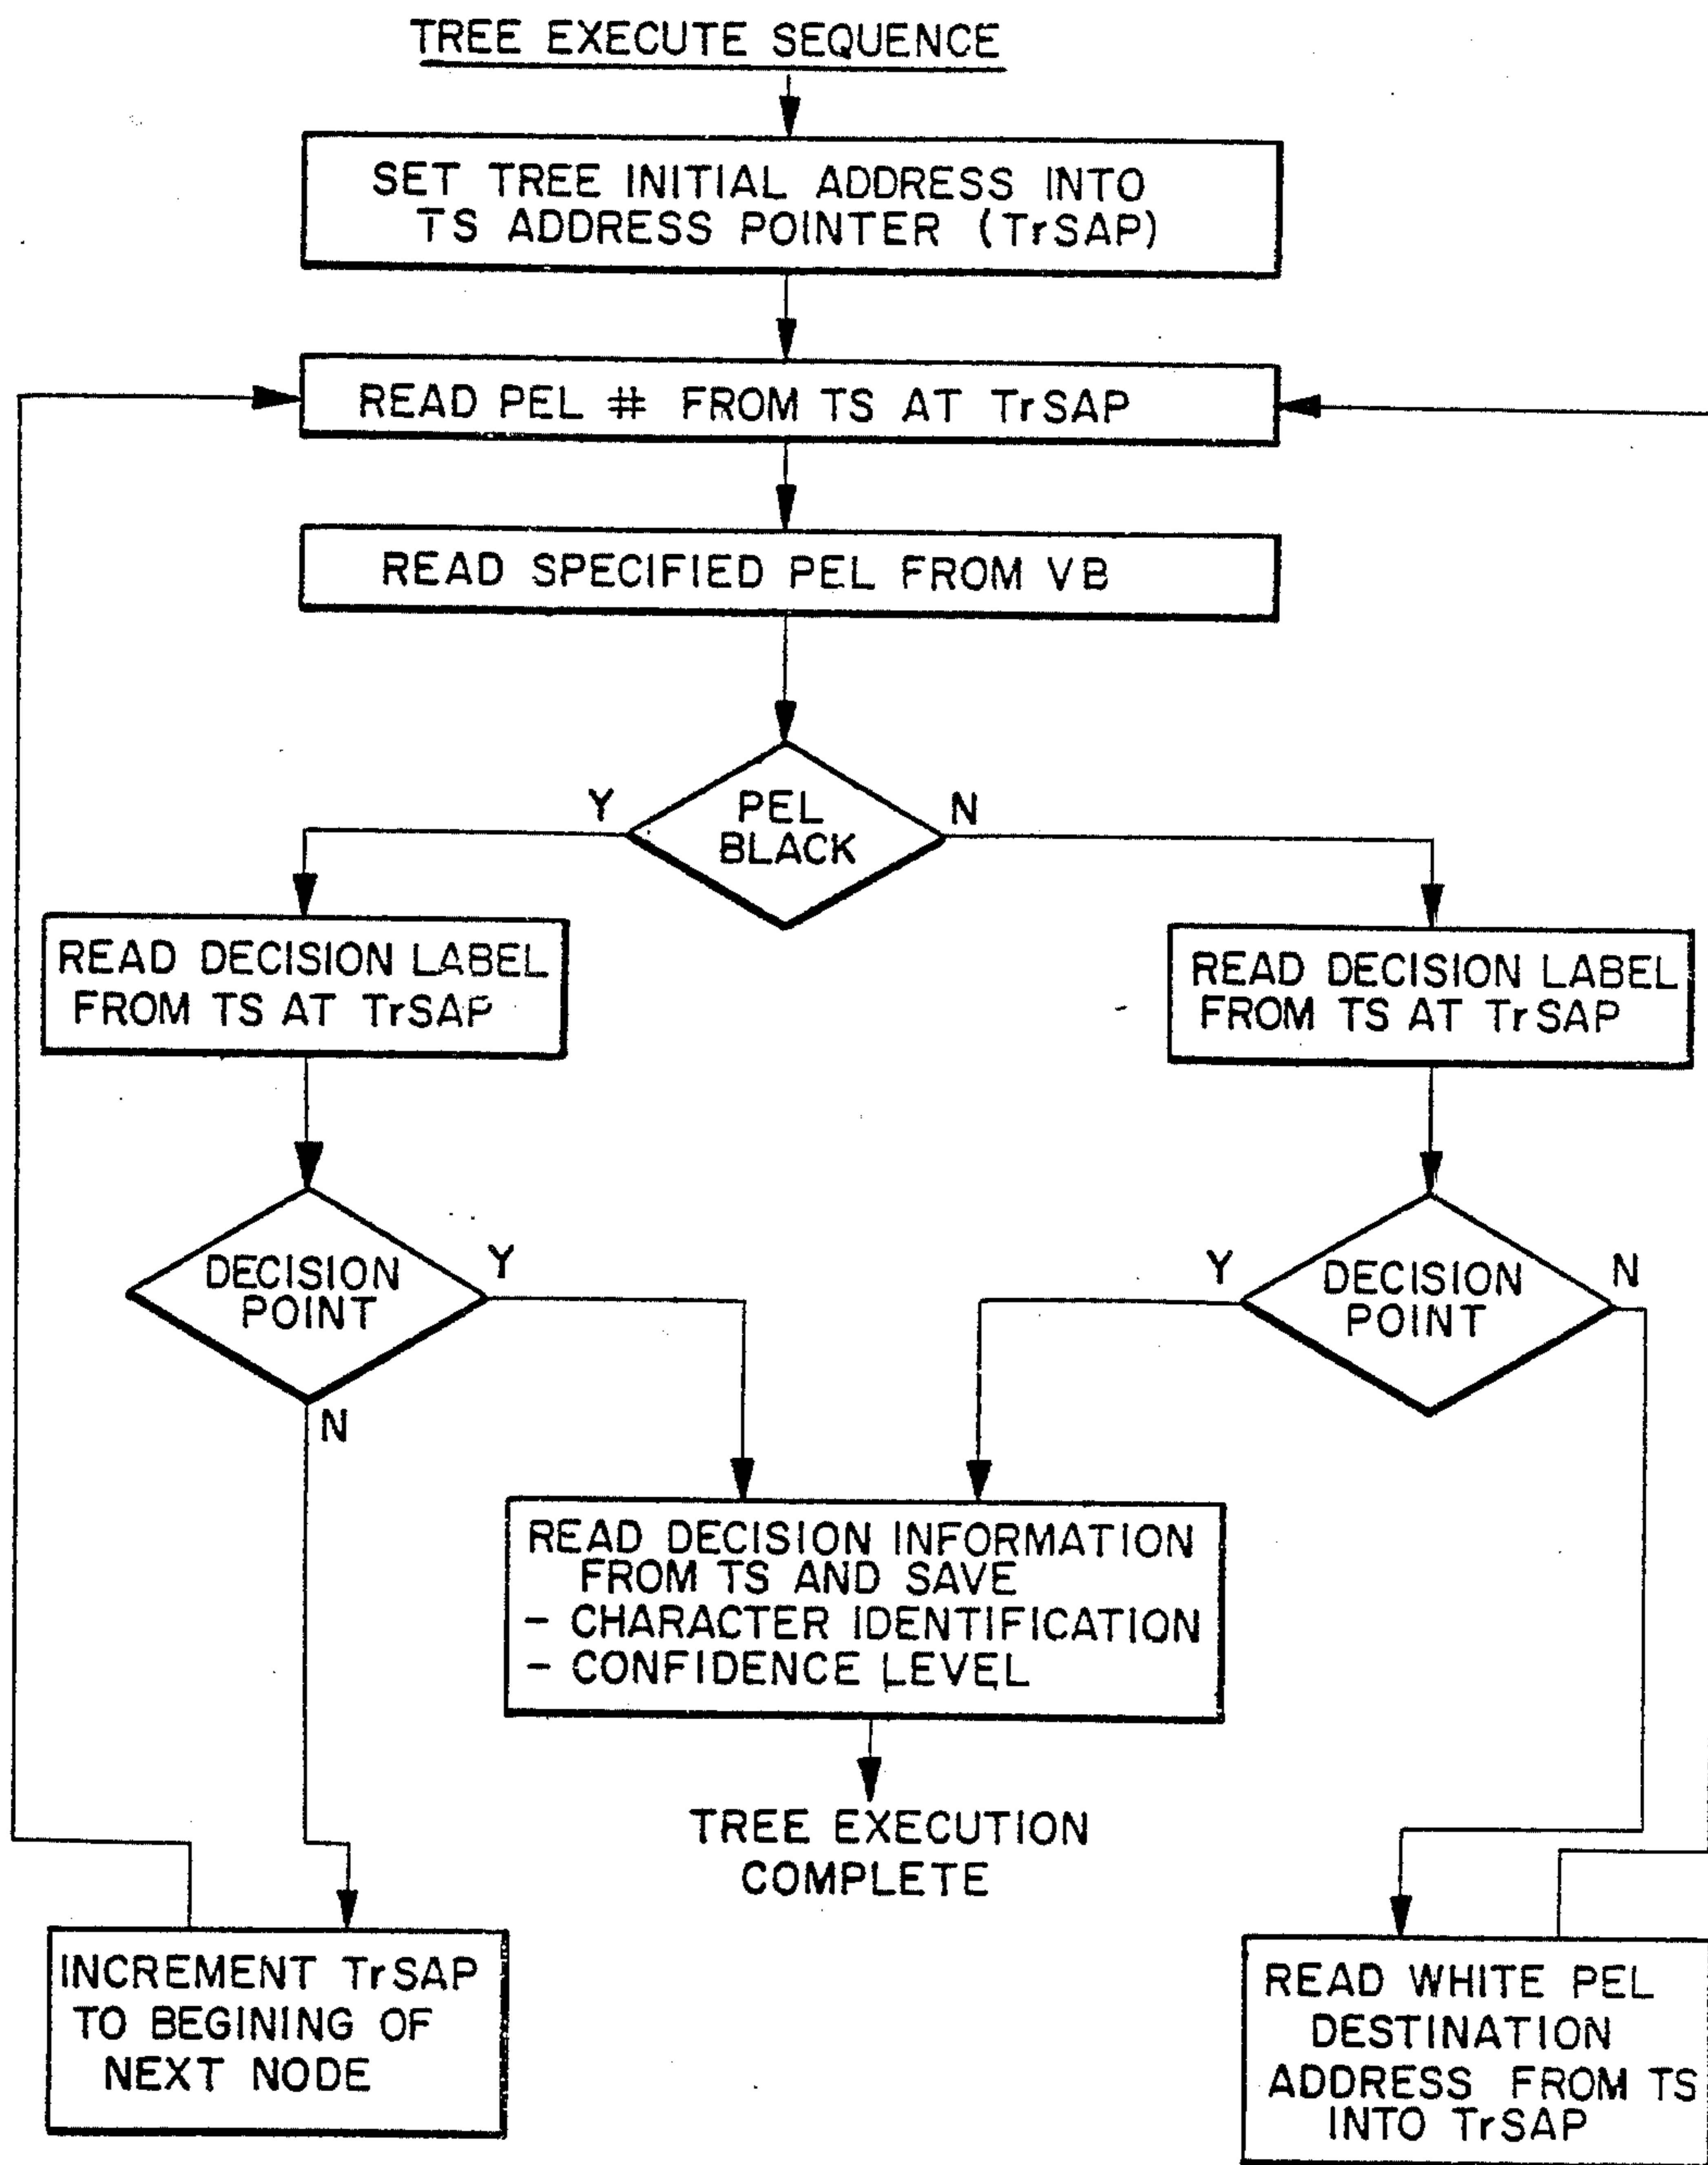 TREE EXECUTE SEQUENCE
SET TREE INITIAL ADDRESS INTO
TS ADDRESS POINTER (TrSAP)
READ PEL # FROM TS AT TrSAP
READ SPECIFIED PEL FROM VB
Y
PEL
BLACK
N
READ DECISION LABEL
FROM TS AT TrSAP
READ DECISION LABEL
FROM TS AT TrSAP
DECISION
POINT
Y
N
Y
DECISION
POINT
N
READ DECISION INFORMATION
FROM TS AND SAVE
- CHARACTER IDENTIFICATION
- CONFIDENCE LEVEL
TREE EXECUTION
COMPLETE
INCREMENT TrSAP
TO BEGINING OF
NEXT NODE
READ WHITE PEL
DESTINATION
ADDRESS FROM TS
INTO TrSAP